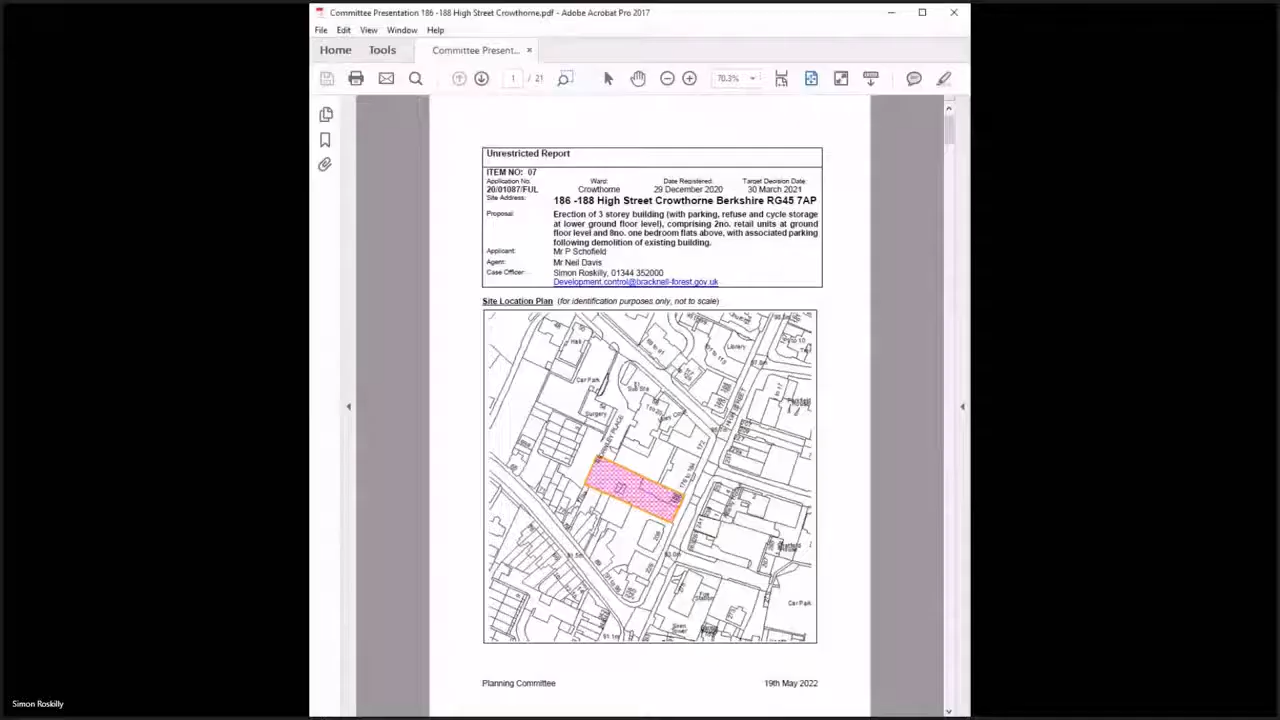 Committee Presentation 186 -188 High Street Crowthorne.pdf - Adobe Acrobat Pro 2017
File Edit View Window Help
Home Tools Committee Present... ×
1 / 21 70.3%
Unrestricted Report
ITEM NO: 07
Application No. Ward: Date Registered: Target Decision Date:
20/01087/FUL Crowthorne 29 December 2020 30 March 2021
Site Address: 186 -188 High Street Crowthorne Berkshire RG45 7AP
Proposal: Erection of 3 storey building (with parking, refuse and cycle storage
at lower ground floor level), comprising 2no. retail units at ground
floor level and 8no. one bedroom flats above, with associated parking
following demolition of existing building.
Applicant: Mr P Schofield
Agent: Mr Neil Davis
Case Officer: Simon Roskilly, 01344 352000
Development.control@bracknell-forest.gov.uk
Site Location Plan (for identification purposes only, not to scale)
Library
Hall
Car Park
Sub Sta
Surgery
Car Park
Planning Committee 19th May 2022
Simon Roskilly